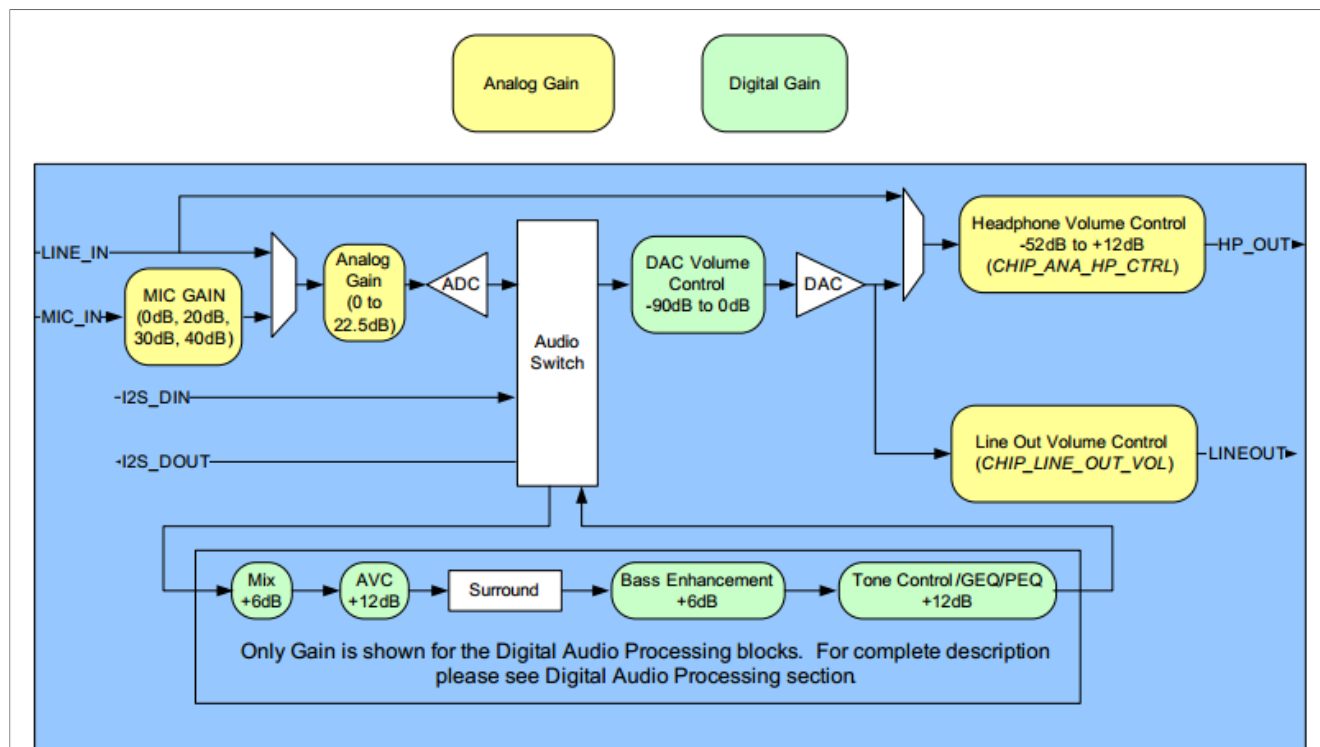 Analog Gain
Digital Gain
LINE_IN
MIC_IN
MIC GAIN
(0dB, 20dB,
30dB, 40dB)
Analog
Gain
(0 to
22.5dB)
ADC
Audio
Switch
DAC Volume
Control
-90dB to 0dB
DAC
Headphone Volume Control
-52dB to +12dB
(CHIP_ANA_HP_CTRL)
HP_OUT
I2S_DIN
I2S_DOUT
Line Out Volume Control
(CHIP_LINE_OUT_VOL)
LINEOUT
Mix
+6dB
AVC
+12dB
Surround
Bass Enhancement
+6dB
Tone Control/GEQ/PEQ
+12dB
Only Gain is shown for the Digital Audio Processing blocks. For complete description
please see Digital Audio Processing section.